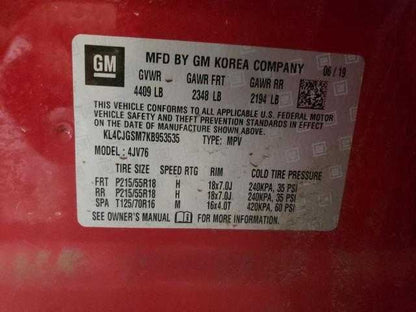 GM
MFD BY GM KOREA COMPANY 06/19
GVWR GAWR FRT GAWR RR
4409 LB 2348 LB 2194 LB
THIS VEHICLE CONFORMS TO ALL APPLICABLE U.S. FEDERAL MOTOR
VEHICLE SAFETY, AND THEFT PREVENTION STANDARDS IN EFFECT
ON THE DATE OF MANUFACTURE SHOWN ABOVE.
KL4CJGSM7KB953535 TYPE: MPV
MODEL: 4JV76
TIRE SIZE SPEED RTG RIM COLD TIRE PRESSURE
FRT P215/55R18 H 18x7.0J 240KPA, 35 PSI
RR P215/55R18 H 18x7.0J 240KPA, 35 PSI
SPA T125/70R16 M 16x4.0T 420KPA, 60 PSI
SEE OWNER'S MANUAL FOR MORE INFORMATION.